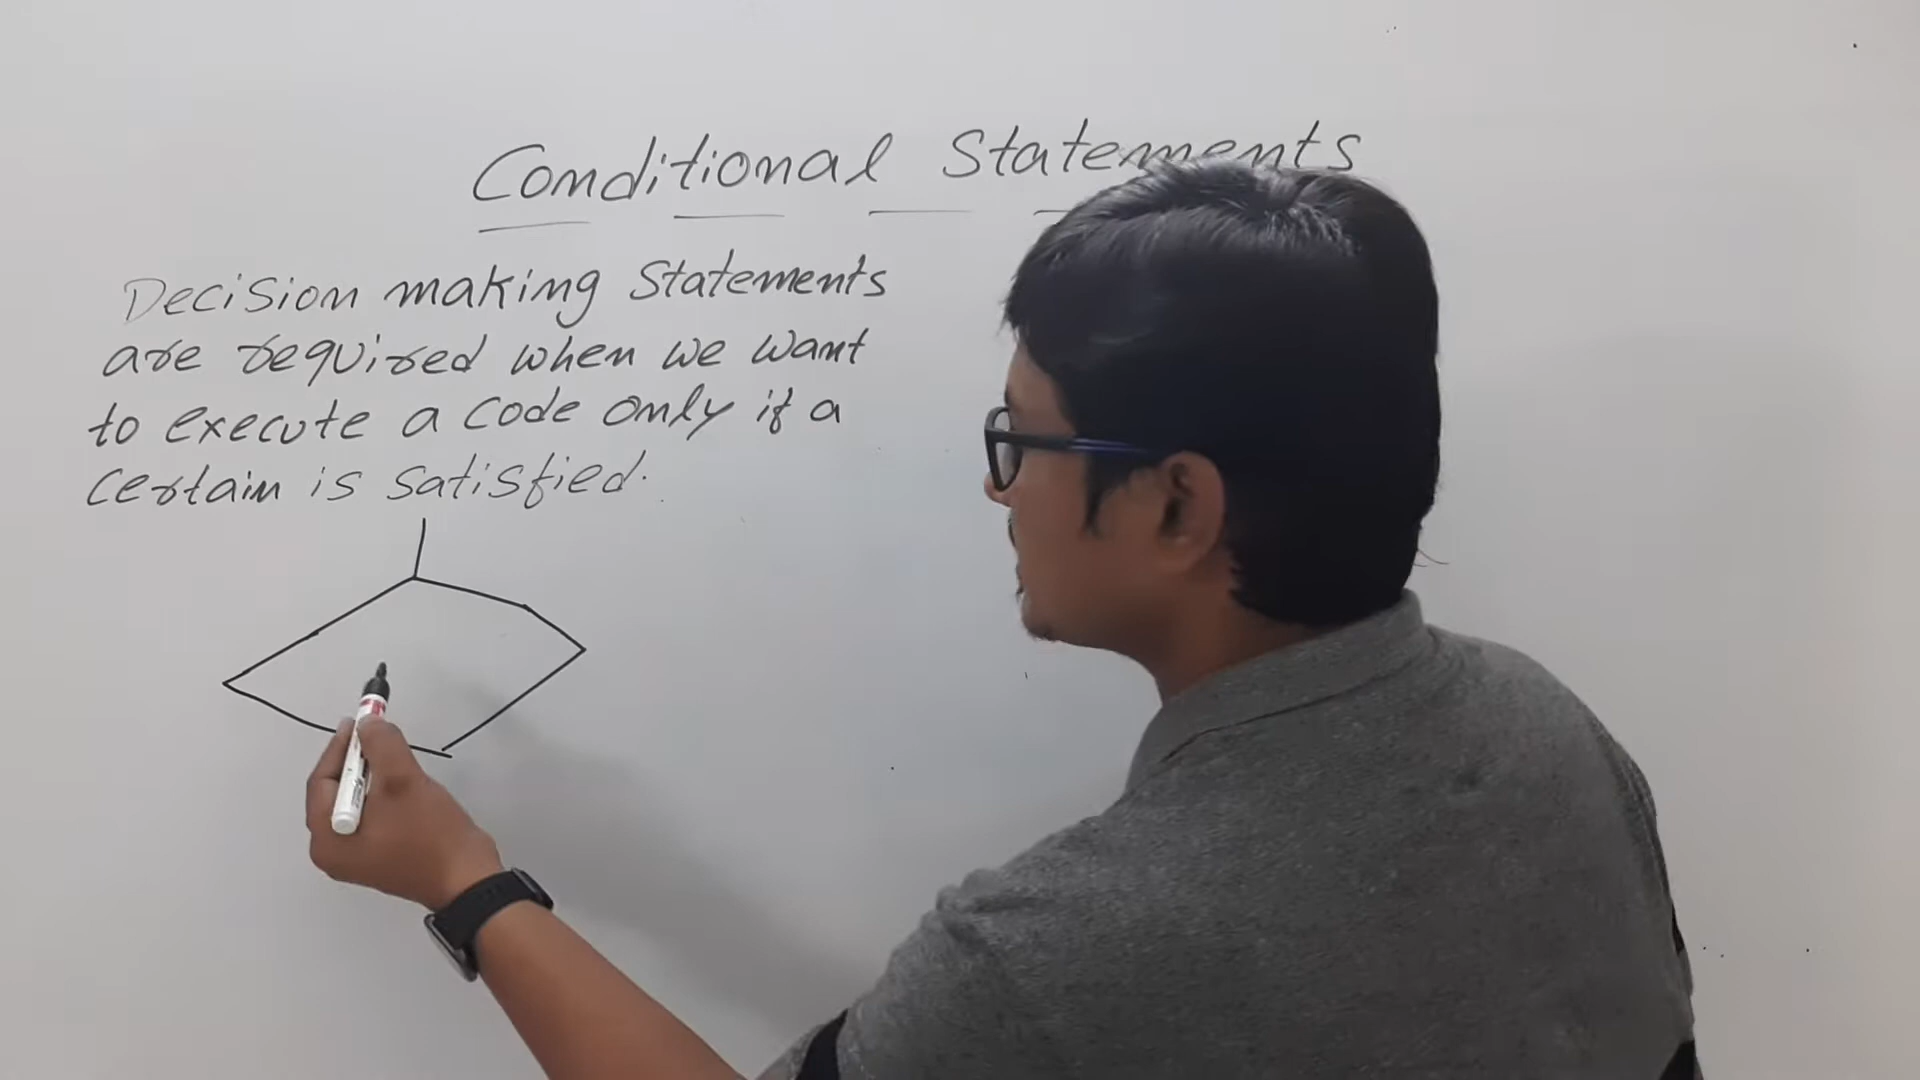 Conditional Statements
Decision making Statements
are required when we want
to execute a code only if a
certain is satisfied.